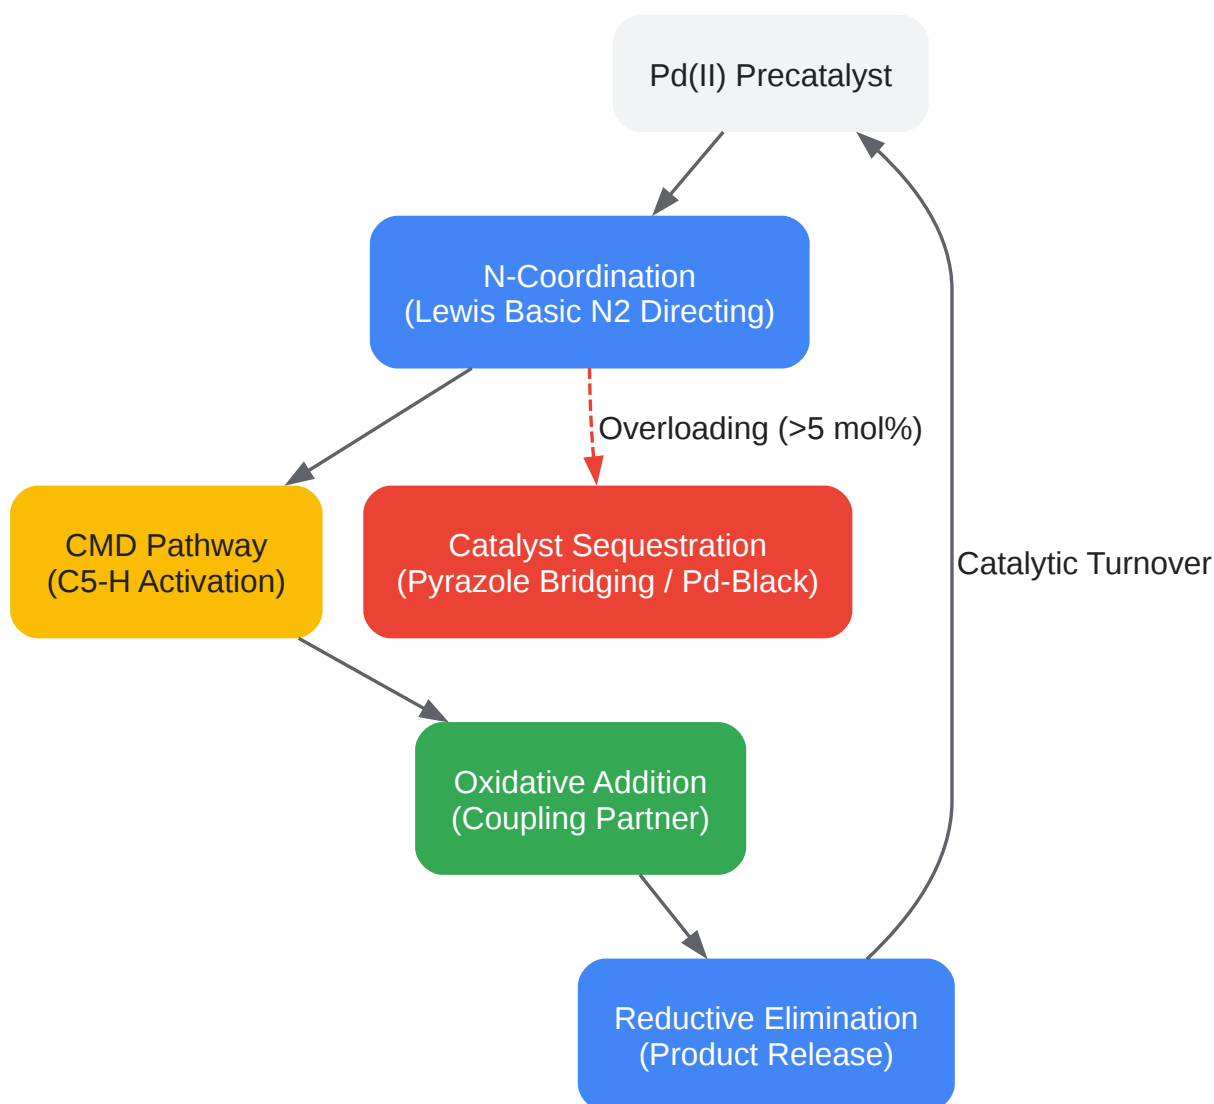 Pd(II) Precatalyst
N-Coordination
(Lewis Basic N2 Directing)
Overloading (>5 mol%)
CMD Pathway
(C5-H Activation)
Catalyst Sequestration
(Pyrazole Bridging / Pd-Black)
Catalytic Turnover
Oxidative Addition
(Coupling Partner)
Reductive Elimination
(Product Release)